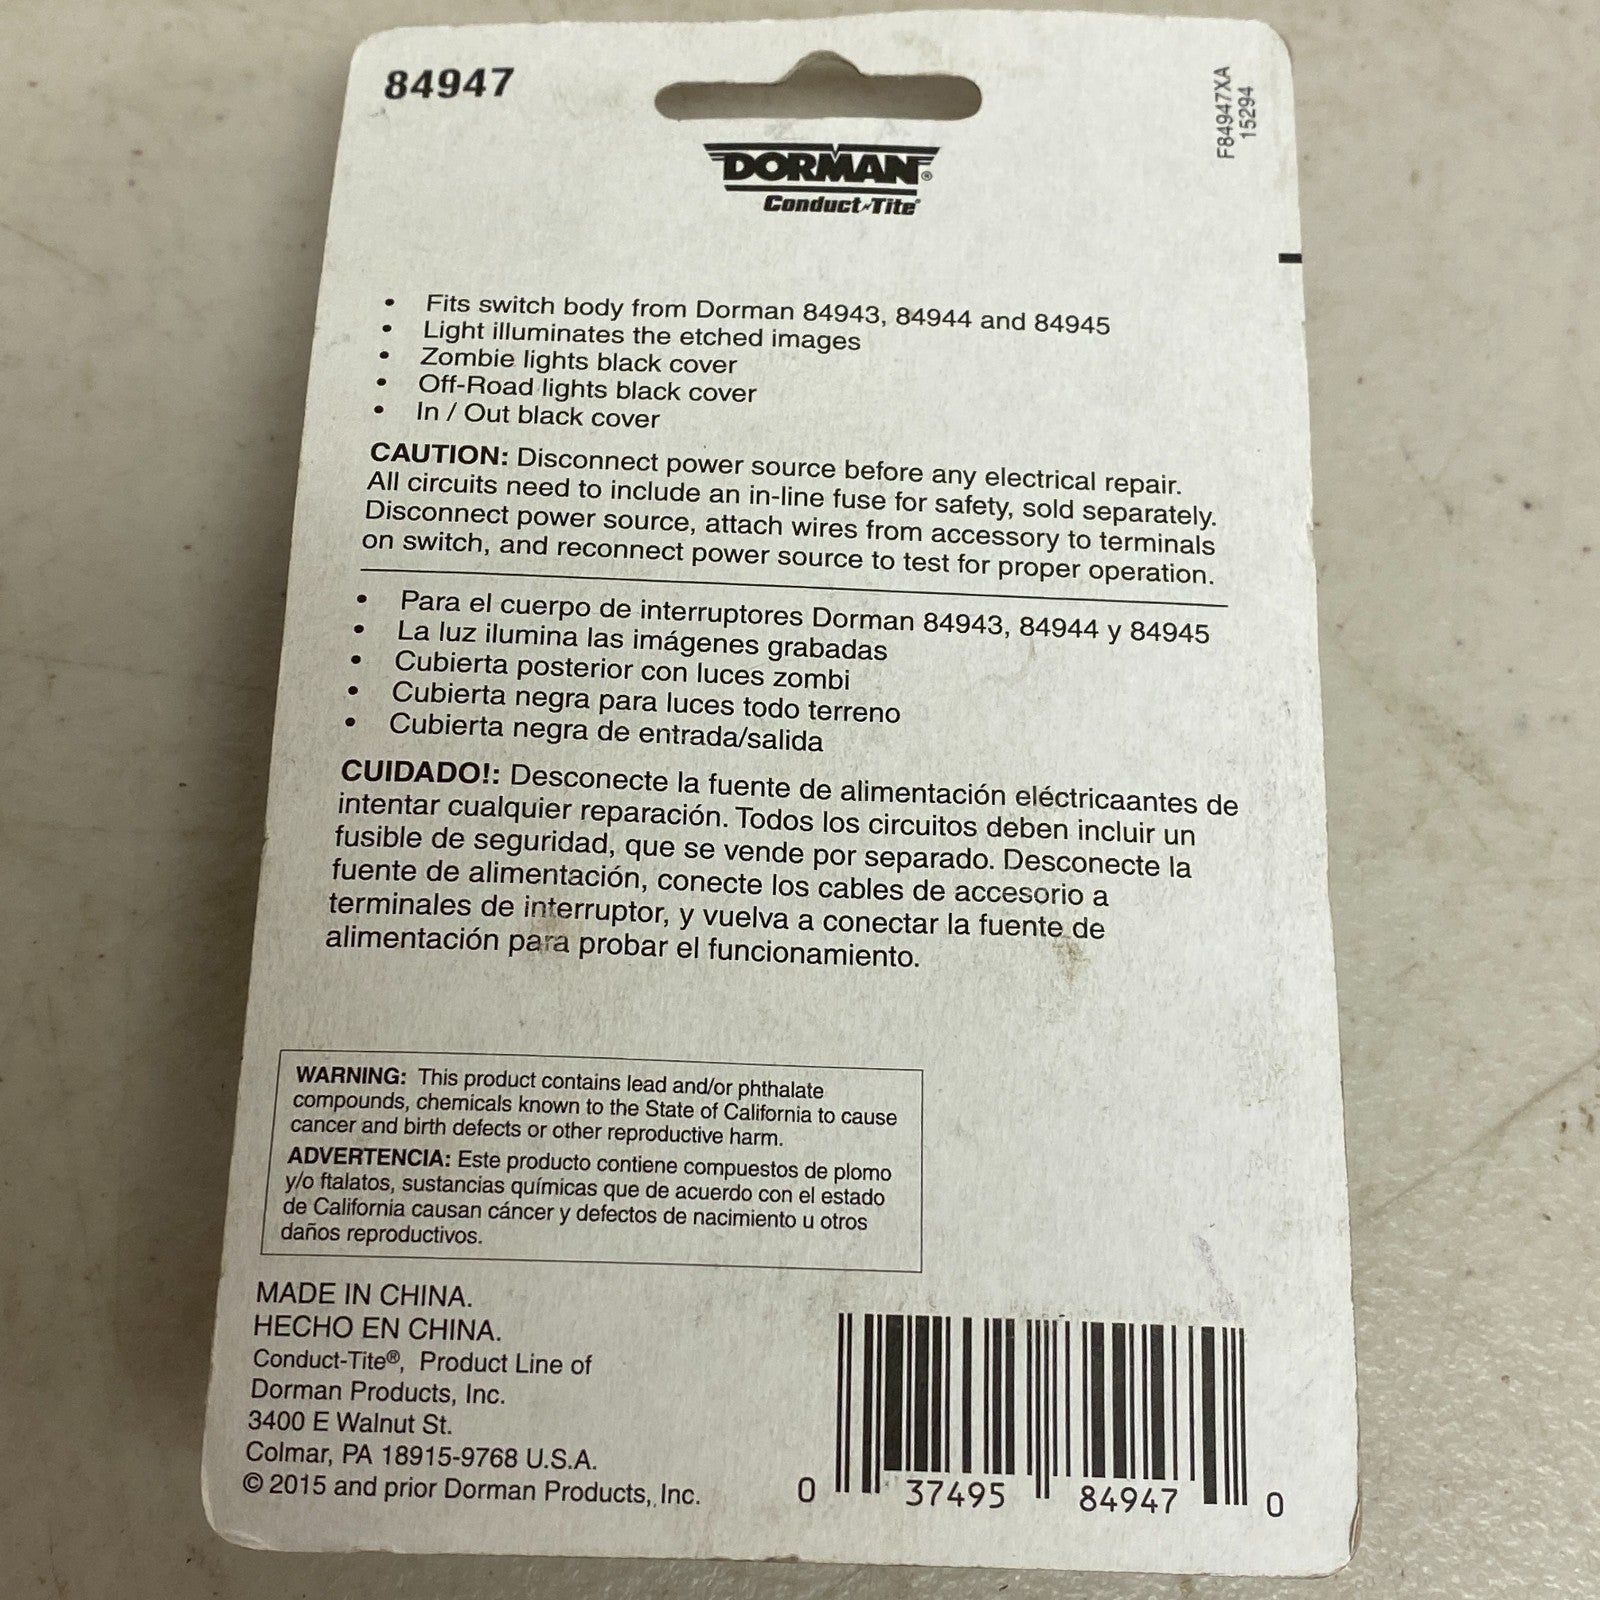 84947
F84947XA
15294
DORMAN®
Conduct-Tite®
• Fits switch body from Dorman 84943, 84944 and 84945
• Light illuminates the etched images
• Zombie lights black cover
• Off-Road lights black cover
• In / Out black cover
CAUTION: Disconnect power source before any electrical repair.
All circuits need to include an in-line fuse for safety, sold separately.
Disconnect power source, attach wires from accessory to terminals
on switch, and reconnect power source to test for proper operation.
• Para el cuerpo de interruptores Dorman 84943, 84944 y 84945
• La luz ilumina las imágenes grabadas
• Cubierta posterior con luces zombi
• Cubierta negra para luces todo terreno
• Cubierta negra de entrada/salida
CUIDADO!: Desconecte la fuente de alimentación eléctricaantes de
intentar cualquier reparación. Todos los circuitos deben incluir un
fusible de seguridad, que se vende por separado. Desconecte la
fuente de alimentación, conecte los cables de accesorio a
terminales de interruptor, y vuelva a conectar la fuente de
alimentación para probar el funcionamiento.
WARNING: This product contains lead and/or phthalate
compounds, chemicals known to the State of California to cause
cancer and birth defects or other reproductive harm.
ADVERTENCIA: Este producto contiene compuestos de plomo
y/o ftalatos, sustancias químicas que de acuerdo con el estado
de California causan cáncer y defectos de nacimiento u otros
daños reproductivos.
MADE IN CHINA.
HECHO EN CHINA.
Conduct-Tite®, Product Line of
Dorman Products, Inc.
3400 E Walnut St.
Colmar, PA 18915-9768 U.S.A.
© 2015 and prior Dorman Products, Inc.
0 37495 84947 0